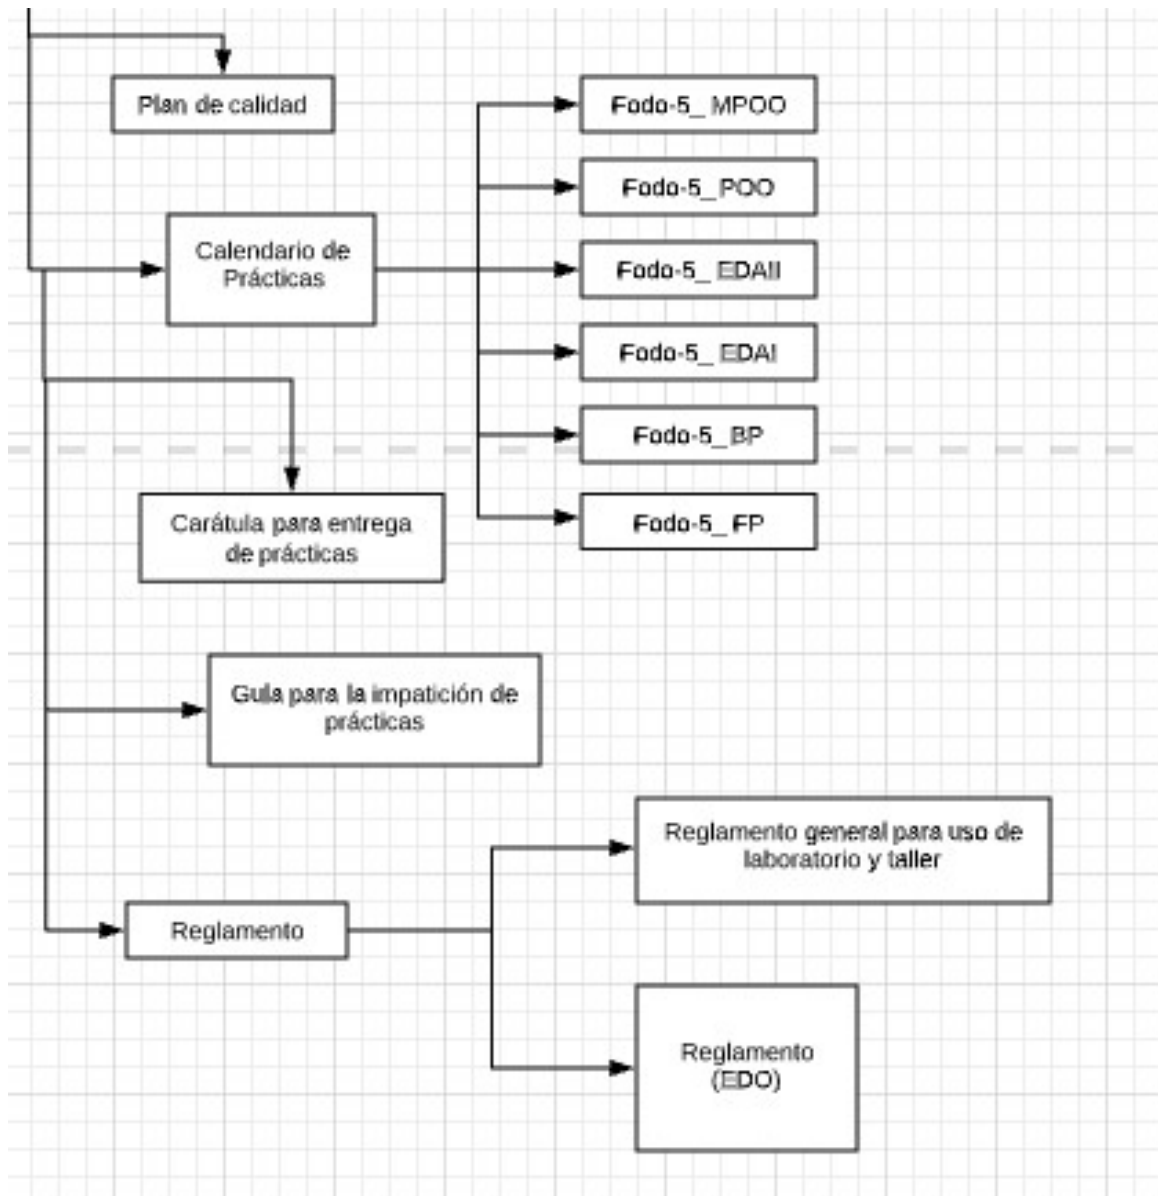 Plan de calidad
Fodo-5_ MPOO
Fodo-5_ POO
Calendario de
Prácticas
Fodo-5_ EDAII
Fodo-5_ EDAI
Fodo-5_ BP
Carátula para entrega
de prácticas
Fodo-5_ FP
Guía para la impatición de
prácticas
Reglamento general para uso de
laboratorio y taller
Reglamento
Reglamento
(EDO)